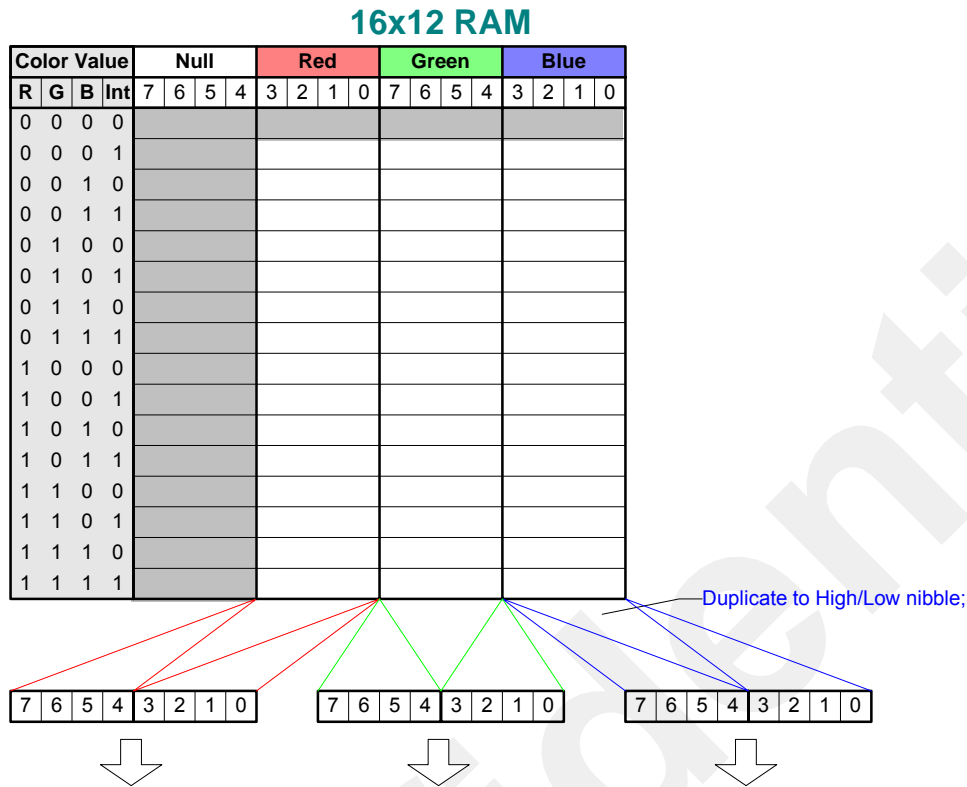 16x12 RAM
Color Value Null Red Green Blue
R G B Int 7 6 5 4 3 2 1 0 7 6 5 4 3 2 1 0
0 0 0 0
0 0 0 1
0 0 1 0
0 0 1 1
0 1 0 0
0 1 0 1
0 1 1 0
0 1 1 1
1 0 0 0
1 0 0 1
1 0 1 0
1 0 1 1
1 1 0 0
1 1 0 1
1 1 1 0
1 1 1 1
Duplicate to High/Low nibble;
7 6 5 4 3 2 1 0 7 6 5 4 3 2 1 0 7 6 5 4 3 2 1 0